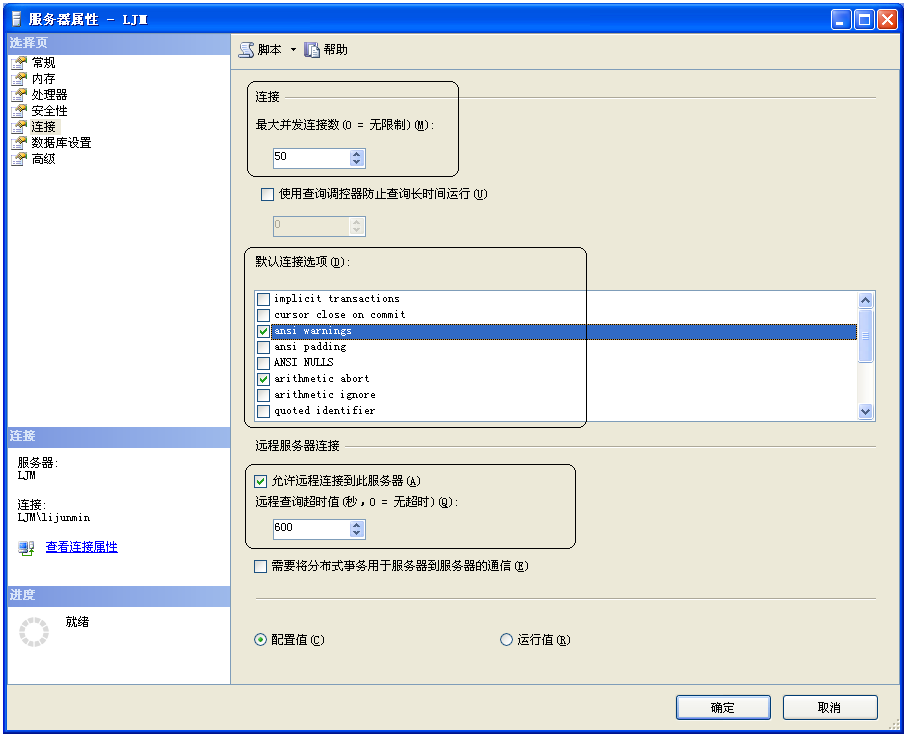 服务器属性 - LJM
选择页
常规
内存
处理器
安全性
连接
数据库设置
高级
连接
服务器:
LJM
连接:
LJM\lijunmin
查看连接属性
进度
就绪
脚本
帮助
连接
最大并发连接数(0 = 无限制)(M):
50
使用查询调控器防止查询长时间运行(U)
0
默认连接选项(D):
implicit transactions
cursor close on commit
ansi warnings
ansi padding
ANSI NULLS
arithmetic abort
arithmetic ignore
quoted identifier
远程服务器连接
允许远程连接到此服务器(A)
远程查询超时值(秒，0 = 无超时)(Q):
600
需要将分布式事务用于服务器到服务器的通信(E)
配置值(C)
运行值(R)
确定
取消